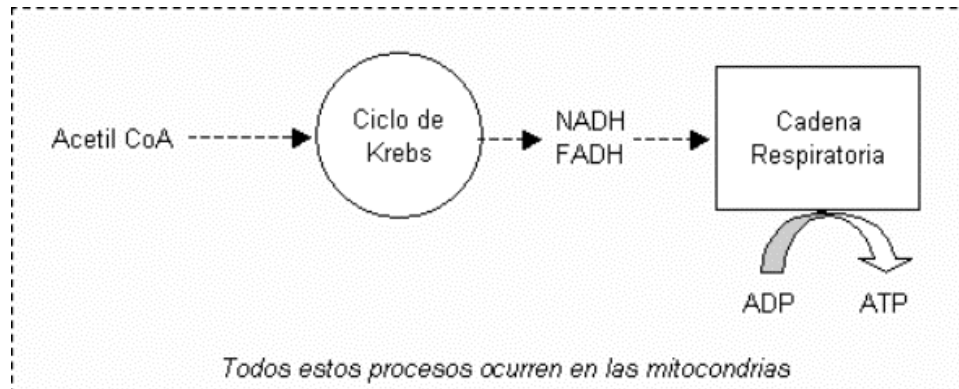 Acetil CoA
Ciclo de
Krebs
NADH
FADH
Cadena
Respiratoria
ADP
ATP
Todos estos procesos ocurren en las mitocondrias